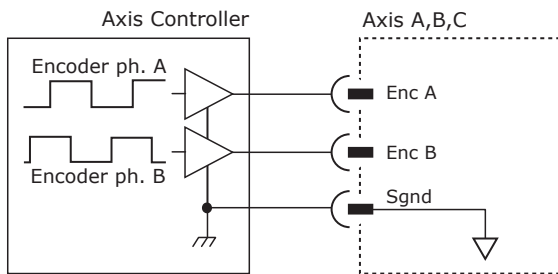 Axis Controller
Axis A,B,C
Encoder ph. A
Enc A
Enc B
Encoder ph. B
Sgnd